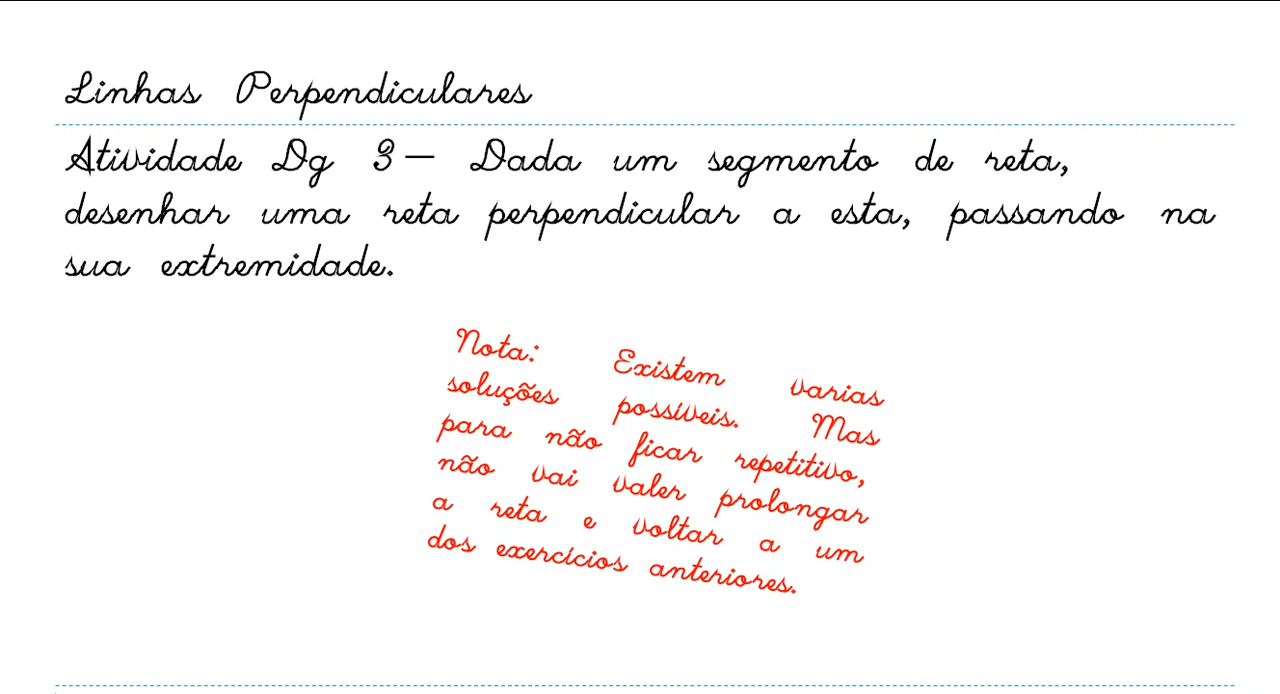 Linhas Perpendiculares
Atividade Dg 3 — Dada um segmento de reta,
desenhar uma reta perpendicular a esta, passando na
sua extremidade.
Nota: Existem varias
soluções possíveis. Mas
para não ficar repetitivo,
não vai valer prolongar
a reta e voltar a um
dos exercícios anteriores.